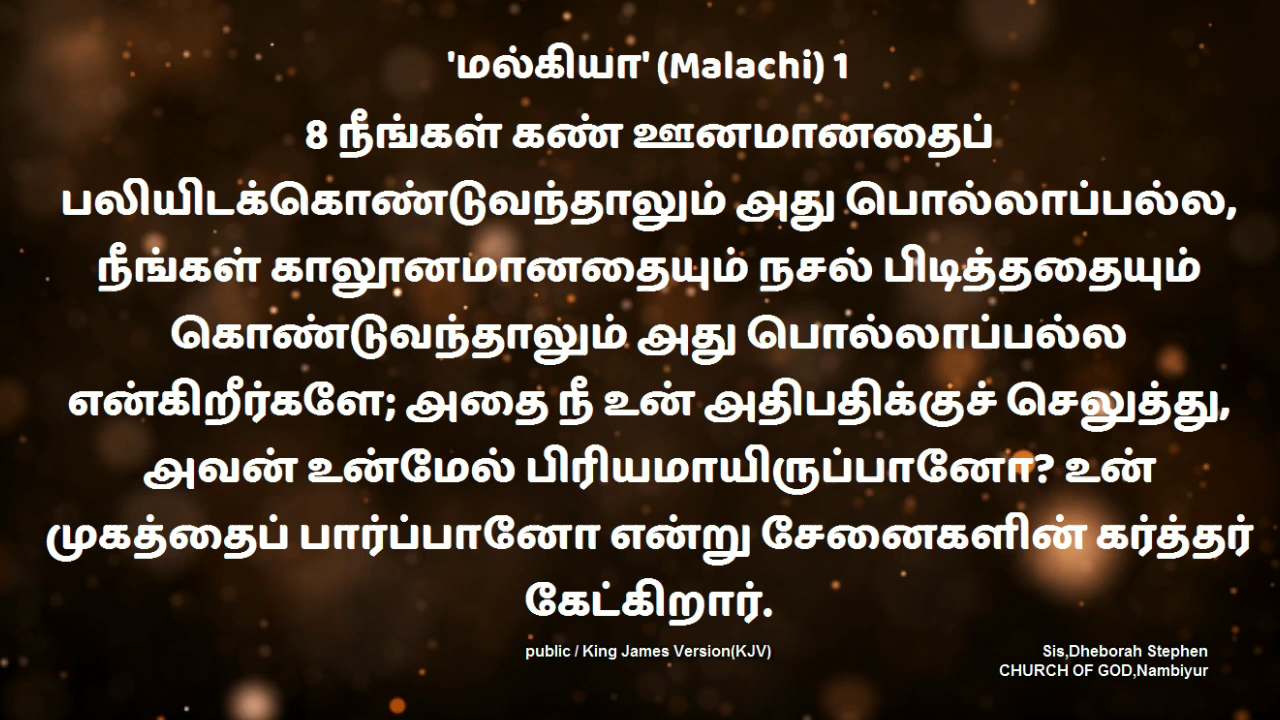 'மல்கியா' (Malachi) 1
8 நீங்கள் கண் ஊனமானதைப்
பலியிடக்கொண்டுவந்தாலும் அது பொல்லாப்பல்ல,
நீங்கள் காலூனமானதையும் நசல் பிடித்ததையும்
கொண்டுவந்தாலும் அது பொல்லாப்பல்ல
என்கிறீர்களே; அதை நீ உன் அதிபதிக்குச் செலுத்து,
அவன் உன்மேல் பிரியமாயிருப்பானோ? உன்
முகத்தைப் பார்ப்பானோ என்று சேனைகளின் கர்த்தர்
கேட்கிறார்.
public / King James Version(KJV)
Sis,Dheborah Stephen
CHURCH OF GOD,Nambiyur